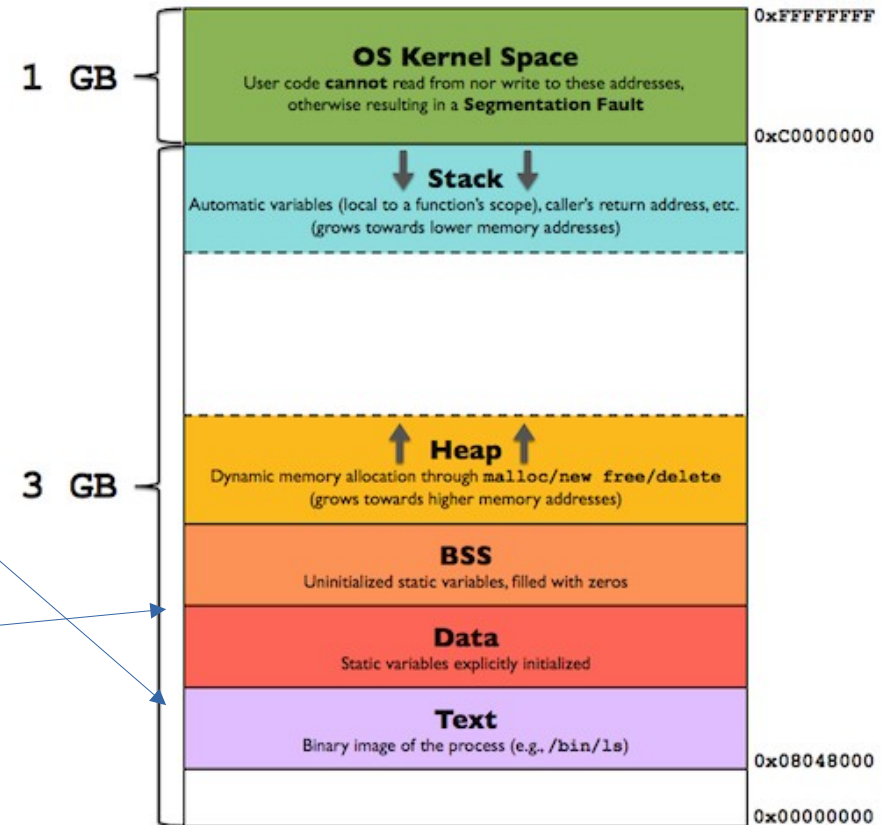 0xFFFFFFFF
OS Kernel Space
1 GB
User code cannot read from nor write to these addresses,
otherwise resulting in a Segmentation Fault
0xC0000000
Stack
Automatic variables (local to a function's scope), caller's return address, etc.
(grows towards lower memory addresses)
Heap
3 GB
Dynamic memory allocation through malloc/new free/delete
(grows towards higher memory addresses)
BSS
Uninitialized static variables, filled with zeros
Data
Static variables explicitly initialized
Text
Binary image of the process (e.g., /bin/ls)
0x08048000
0x00000000